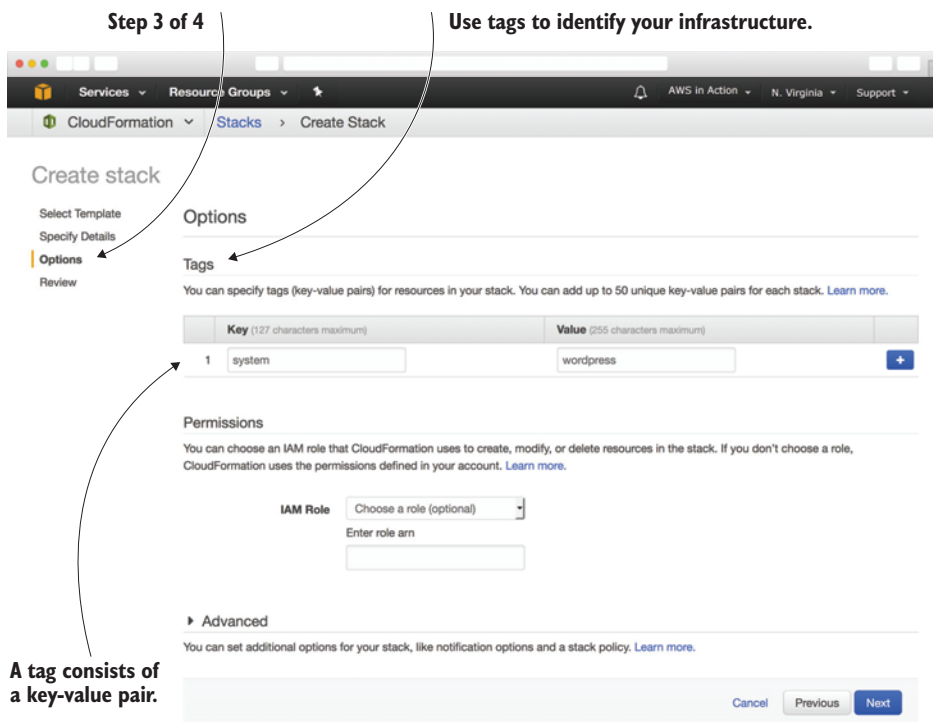 Step 3 of 4
Use tags to identify your infrastructure.
Services
Resource Groups
AWS in Action
N. Virginia
Support
CloudFormation
Stacks > Create Stack
Create stack
Select Template
Specify Details
Options
Review
Options
Tags
You can specify tags (key-value pairs) for resources in your stack. You can add up to 50 unique key-value pairs for each stack. Learn more.
Key (127 characters maximum)
Value (255 characters maximum)
1
system
wordpress
+
Permissions
You can choose an IAM role that CloudFormation uses to create, modify, or delete resources in the stack. If you don't choose a role,
CloudFormation uses the permissions defined in your account. Learn more.
IAM Role
Choose a role (optional)
Enter role arn
Advanced
You can set additional options for your stack, like notification options and a stack policy. Learn more.
A tag consists of
a key-value pair.
Cancel
Previous
Next